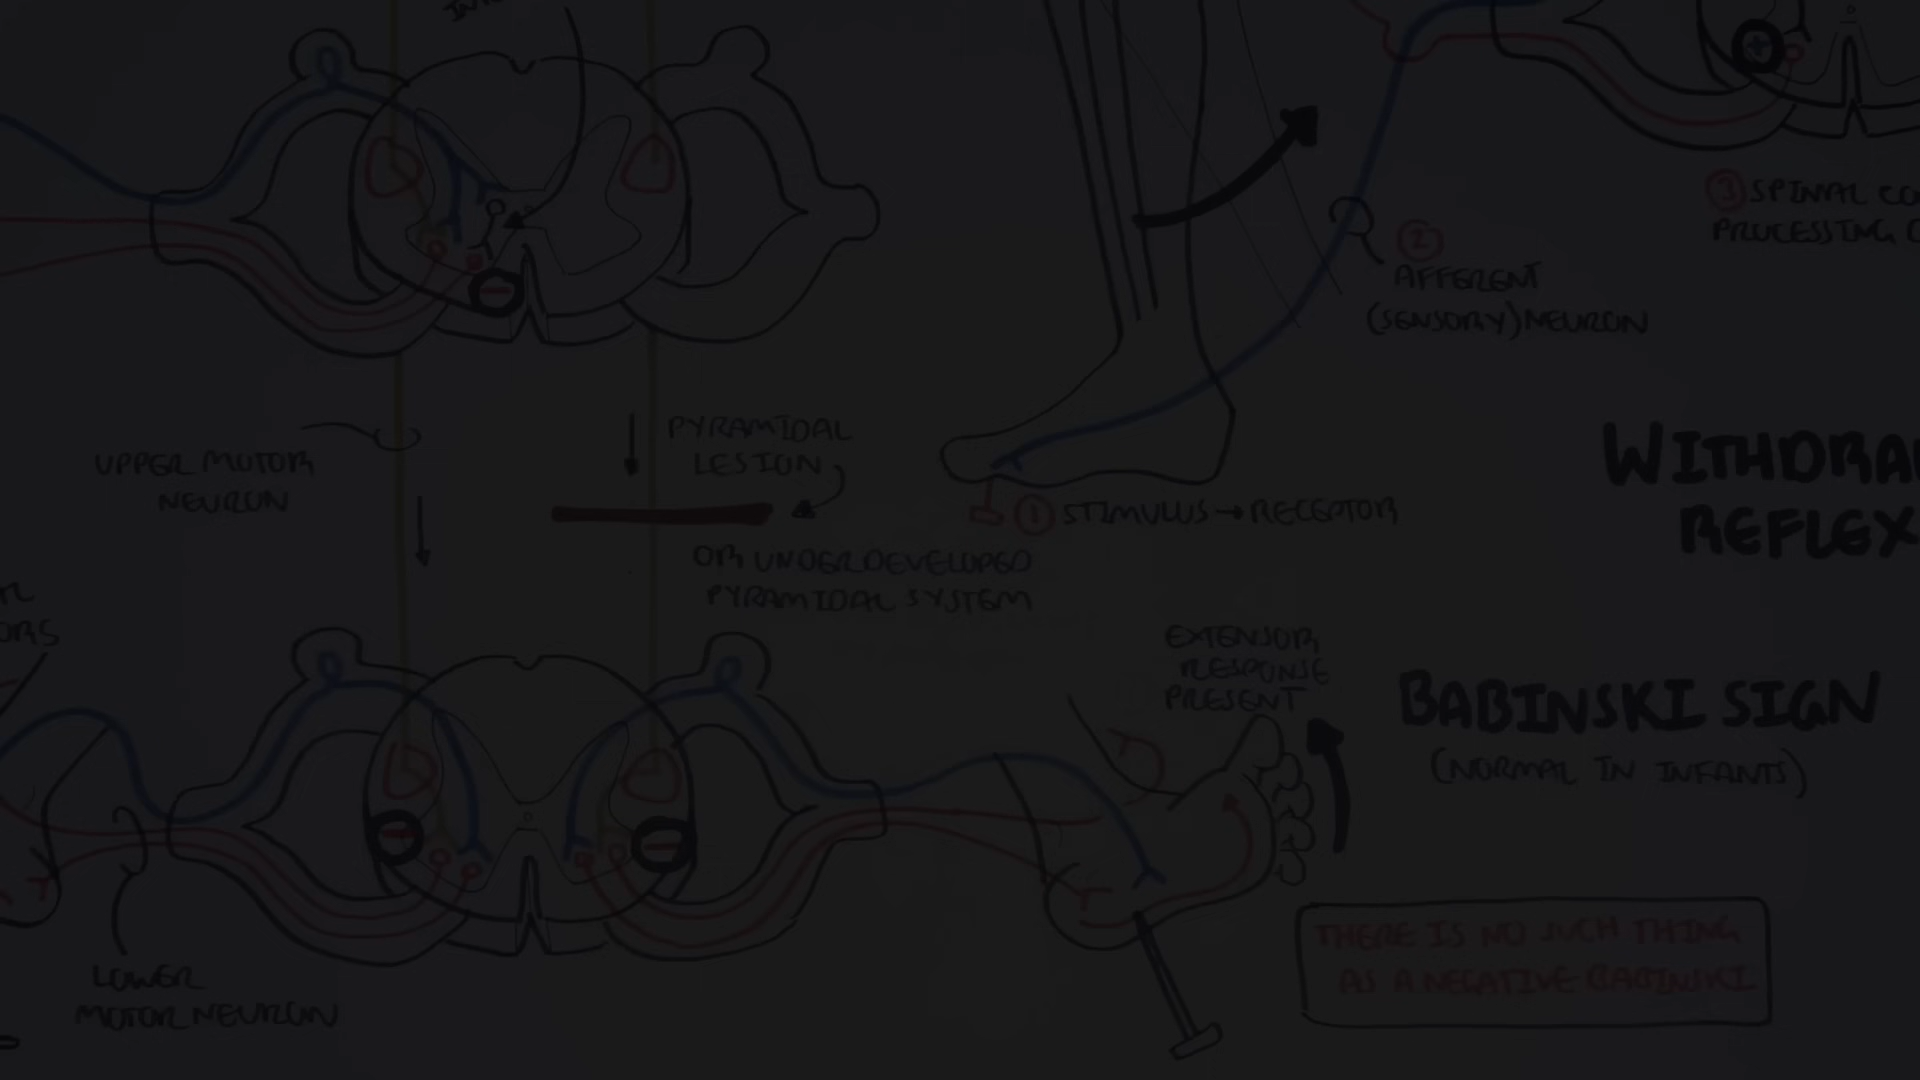 2
AFFERENT
(SENSORY) NEURON
3 SPINAL
PROCESSING
UPPER MOTOR
NEURON
PYRAMIDAL
LESION
OR UNDERDEVELOPED
PYRAMIDAL SYSTEM
1 STIMULUS → RECEPTOR
REFLEX
EXTENSOR
RESPONSE
PRESENT
BABINSKI SIGN
(NORMAL IN INFANTS)
THERE IS NO SUCH THING
AS A NEGATIVE BABINSKI
LOWER
MOTOR NEURON